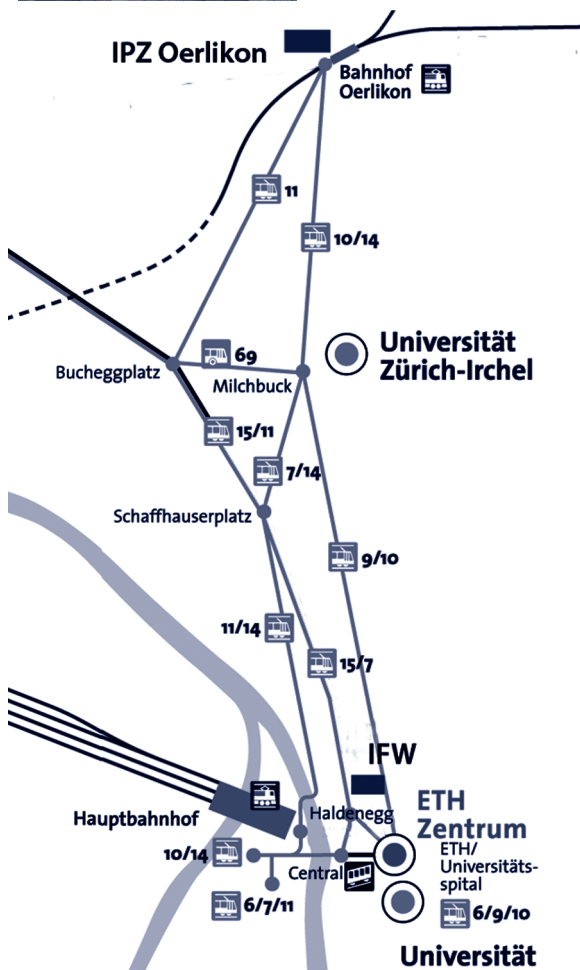 IPZ Oerlikon
Bahnhof
Oerlikon
11
10/14
Universität
Zürich-Irchel
69
Bucheggplatz
Milchbuck
15/11
7/14
Schaffhauserplatz
9/10
11/14
15/7
IFW
Hauptbahnhof
Haldenegg
ETH
Zentrum
10/14
Central
ETH/
Universitäts-
spital
6/7/11
6/9/10
Universität